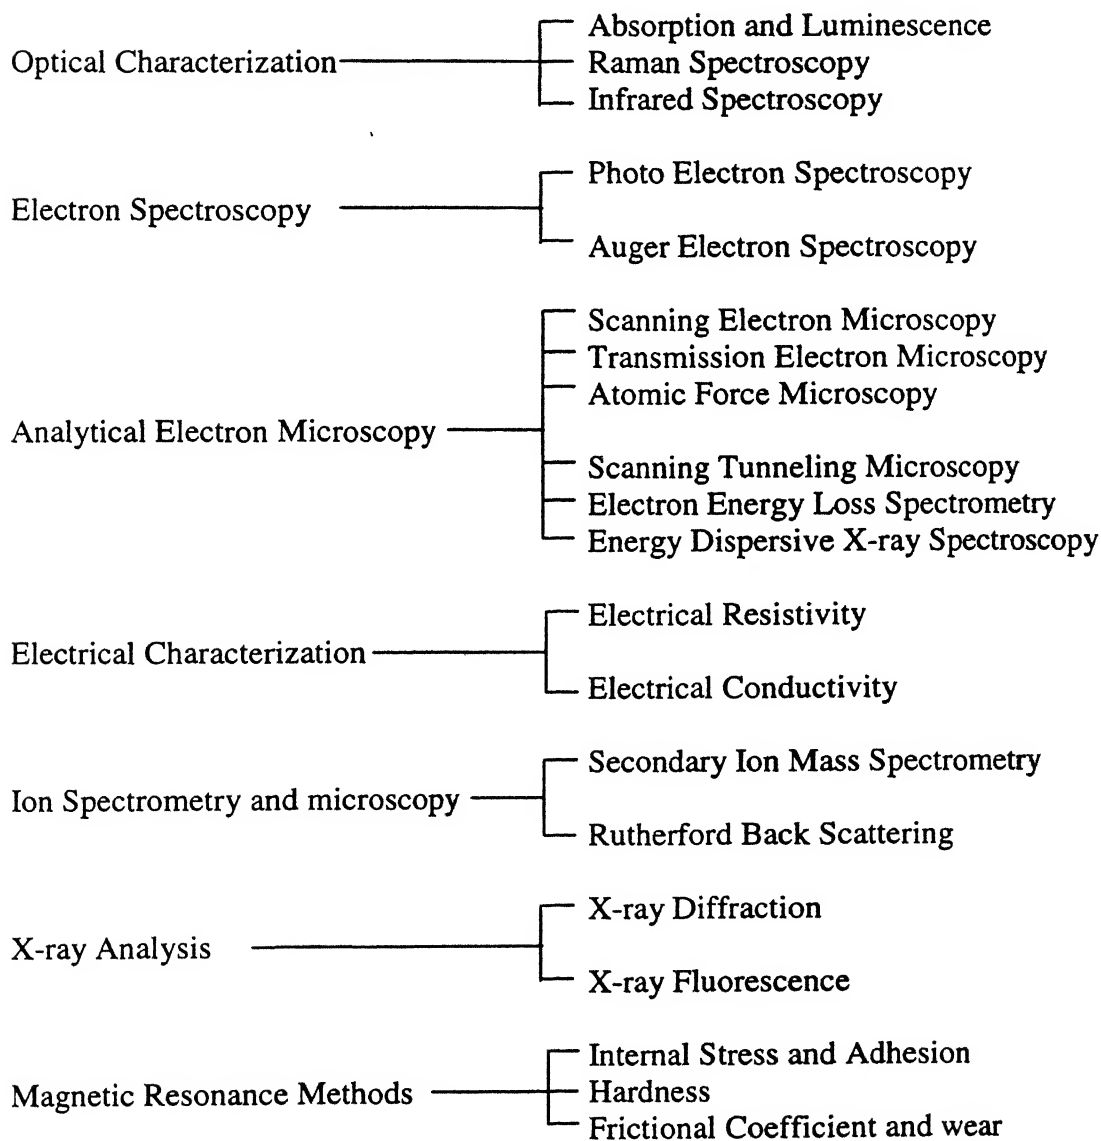 Absorption and Luminescence
Optical Characterization
Raman Spectroscopy
Infrared Spectroscopy
Photo Electron Spectroscopy
Electron Spectroscopy
Auger Electron Spectroscopy
Scanning Electron Microscopy
Transmission Electron Microscopy
Atomic Force Microscopy
Analytical Electron Microscopy
Scanning Tunneling Microscopy
Electron Energy Loss Spectrometry
Energy Dispersive X-ray Spectroscopy
Electrical Resistivity
Electrical Characterization
Electrical Conductivity
Secondary Ion Mass Spectrometry
Ion Spectrometry and microscopy
Rutherford Back Scattering
X-ray Diffraction
X-ray Analysis
X-ray Fluorescence
Internal Stress and Adhesion
Magnetic Resonance Methods
Hardness
Frictional Coefficient and wear